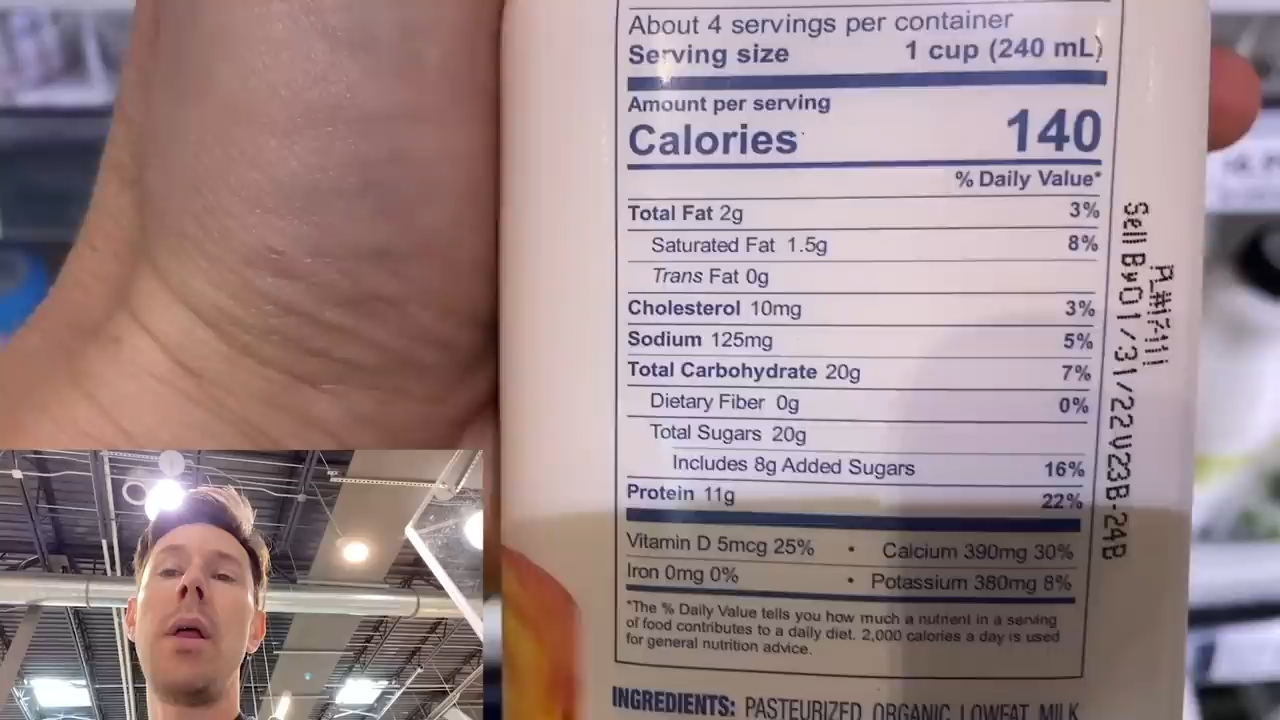 About 4 servings per container
Serving size 1 cup (240 mL)
Amount per serving
Calories 140
% Daily Value*
Total Fat 2g 3%
Saturated Fat 1.5g 8%
Trans Fat 0g
Cholesterol 10mg 3%
Sodium 125mg 5%
Total Carbohydrate 20g 7%
Dietary Fiber 0g 0%
Total Sugars 20g
Includes 8g Added Sugars 16%
Protein 11g 22%
Vitamin D 5mcg 25% • Calcium 390mg 30%
Iron 0mg 0% • Potassium 380mg 8%
*The % Daily Value tells you how much a nutrient in a serving
of food contributes to a daily diet. 2,000 calories a day is used
for general nutrition advice.
INGREDIENTS: PASTEURIZED ORGANIC LOWFAT MILK
Sell By 01/31/22 V23B-24B